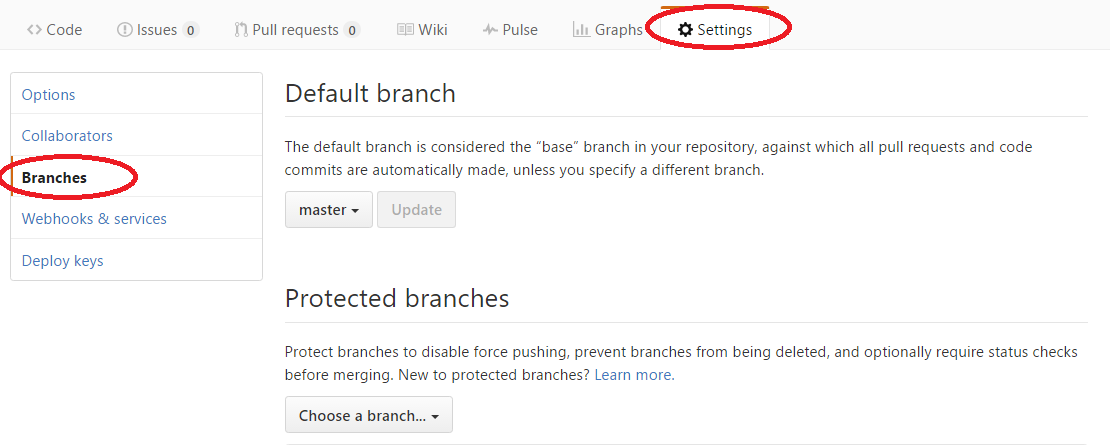 Code Issues 0 Pull requests 0 Wiki Pulse Graphs Settings
Options
Collaborators
Branches
Webhooks & services
Deploy keys
Default branch
The default branch is considered the “base” branch in your repository, against which all pull requests and code
commits are automatically made, unless you specify a different branch.
master Update
Protected branches
Protect branches to disable force pushing, prevent branches from being deleted, and optionally require status checks
before merging. New to protected branches? Learn more.
Choose a branch...